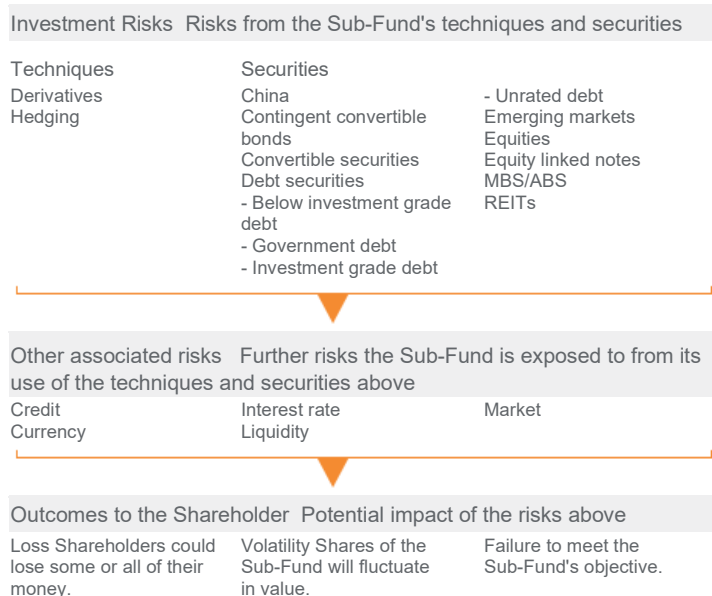 Investment Risks Risks from the Sub-Fund's techniques and securities
Techniques
Derivatives
Hedging
Securities
China
Contingent convertible
bonds
Convertible securities
Debt securities
- Below investment grade
debt
- Government debt
- Investment grade debt
- Unrated debt
Emerging markets
Equities
Equity linked notes
MBS/ABS
REITs
Other associated risks Further risks the Sub-Fund is exposed to from its
use of the techniques and securities above
Credit
Currency
Interest rate
Liquidity
Market
Outcomes to the Shareholder Potential impact of the risks above
Loss Shareholders could
lose some or all of their
money.
Volatility Shares of the
Sub-Fund will fluctuate
in value.
Failure to meet the
Sub-Fund's objective.